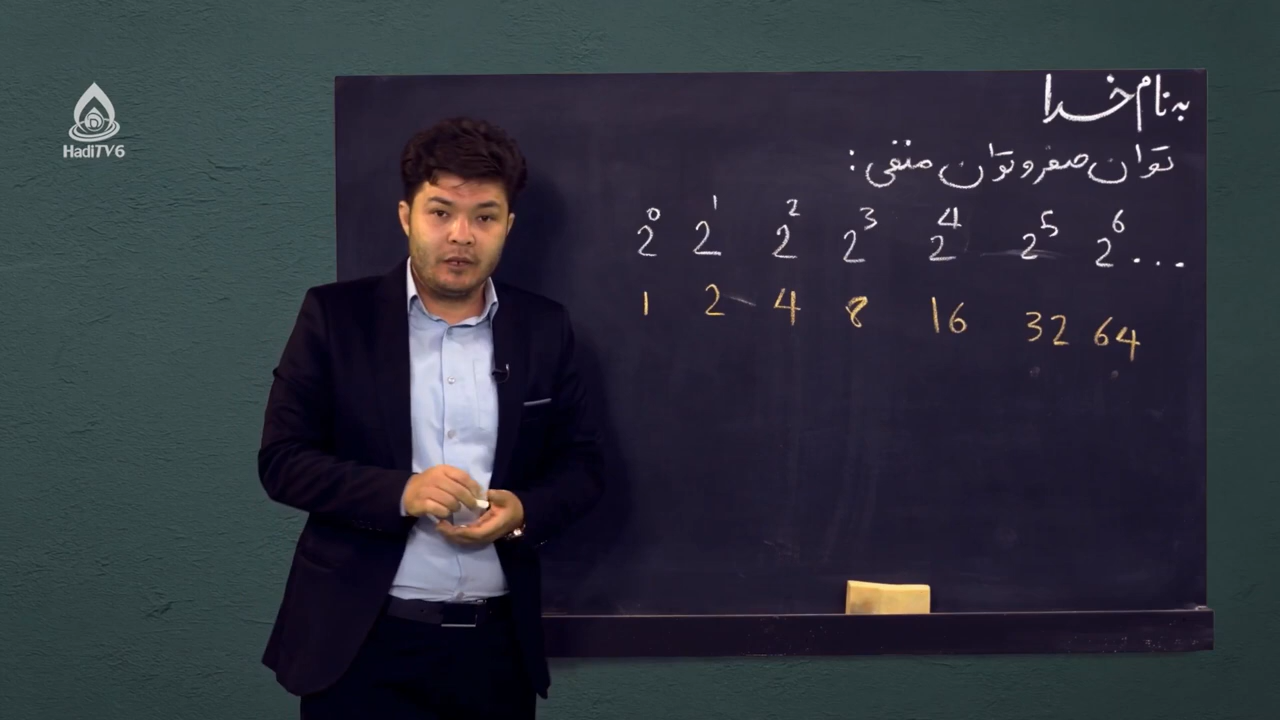 HadiTV6
به نام خدا
توان صفر و توان منفی :
2⁰ 2¹ 2² 2³ 2⁴ 2⁵ 2⁶ ...
1 2 4 8 16 32 64